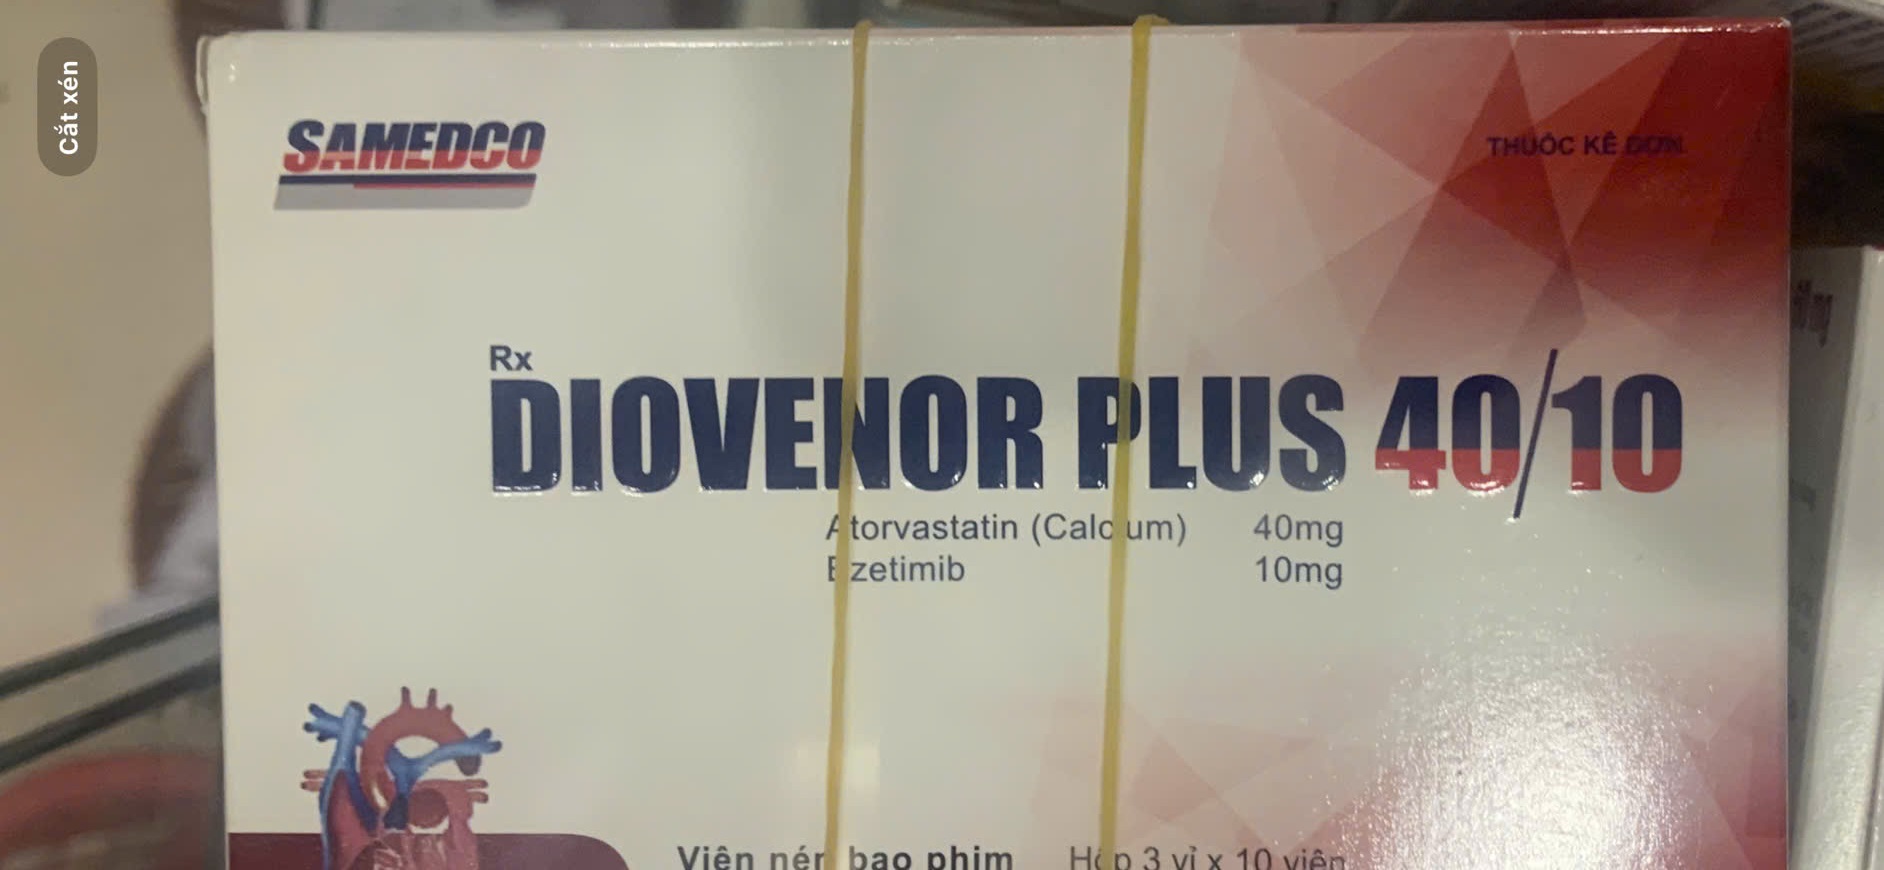 Cắt xén
SAMEDCO
THUỐC KÊ ĐƠN
Rx
DIOVENOR PLUS 40/10
Atorvastatin (Calcium) 40mg
Ezetimib 10mg
Viên nén bao phim Hộp 3 vỉ x 10 viên